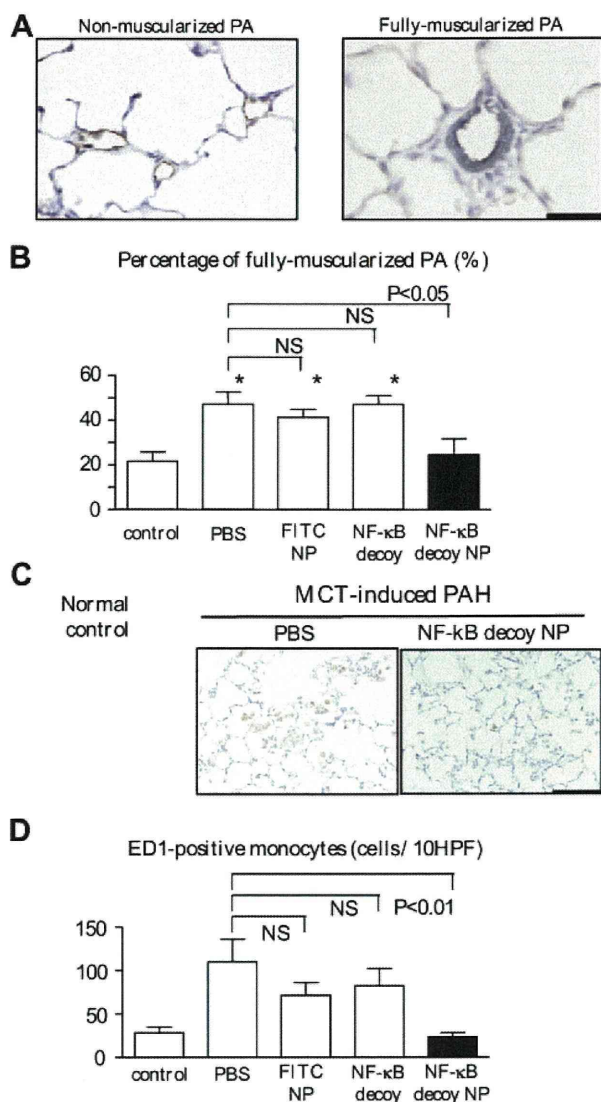 A
Non-muscularized PA
Fully-muscularized PA
B
Percentage of fully-muscularized PA (%)
P<0.05
NS
NS
60
40
20
0
* * *
control
PBS
FITC NP
NF-κB decoy
NF-κB decoy NP
C
Normal control
MCT-induced PAH
PBS
NF-kB decoy NP
D
ED1-positive monocytes (cells/ 10HPF)
P<0.01
NS
NS
150
100
50
0
control
PBS
FITC NP
NF-κB decoy
NF-κB decoy NP